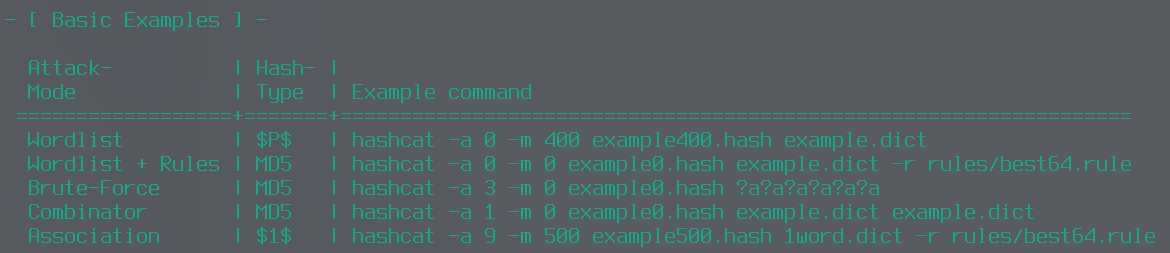 - [ Basic Examples ] -
Attack-          | Hash- |
Mode             | Type  | Example command
==================+=======+==================================================================
Wordlist         | $P$   | hashcat -a 0 -m 400 example400.hash example.dict
Wordlist + Rules | MD5   | hashcat -a 0 -m 0 example0.hash example.dict -r rules/best64.rule
Brute-Force      | MD5   | hashcat -a 3 -m 0 example0.hash ?a?a?a?a?a?a
Combinator       | MD5   | hashcat -a 1 -m 0 example0.hash example.dict example.dict
Association      | $1$   | hashcat -a 9 -m 500 example500.hash 1word.dict -r rules/best64.rule